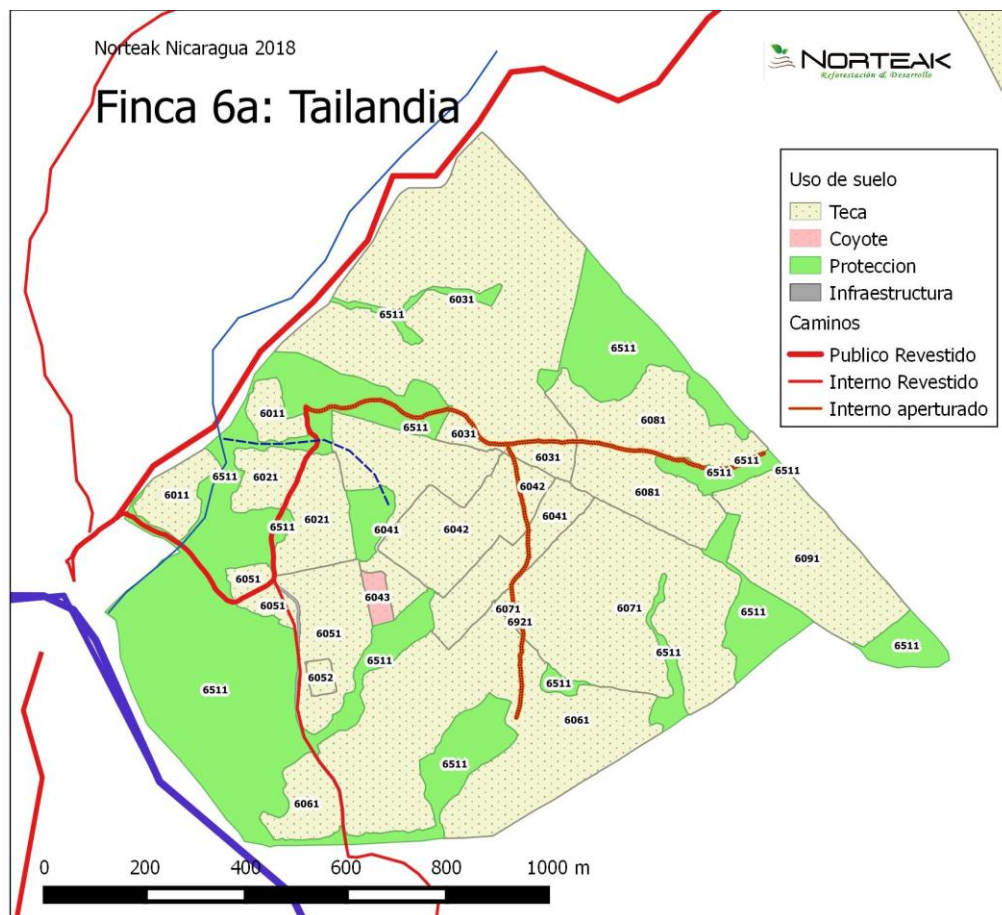 Norteak Nicaragua 2018
Finca 6a: Tailandia
NORTEAK
Reforestación & Desarrollo
Uso de suelo
Teca
Coyote
Proteccion
Infraestructura
Caminos
Publico Revestido
Interno Revestido
Interno aperturado
6031
6511
6511
6011
6511
6031
6081
6031
6511
6511
6511
6511
6021
6042
6081
6011
6021
6511
6041
6042
6041
6091
6051
6043
6051
6071
6071
6511
6051
6921
6511
6052
6511
6511
6511
6511
6061
6511
6061
0 200 400 600 800 1000 m